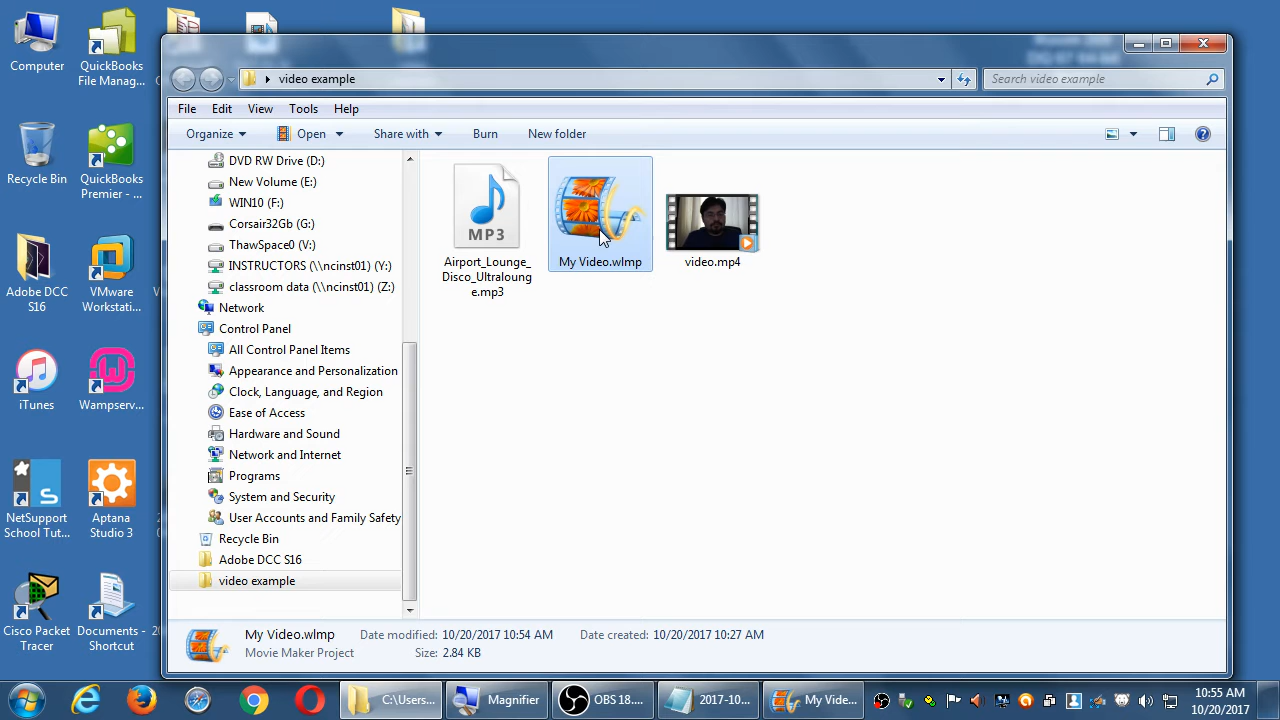 Computer
QuickBooks
File Manag...
Recycle Bin
QuickBooks
Premier - ...
Adobe DCC
S16
VMware
Workstati...
iTunes
Wampserv...
NetSupport
School Tut...
Aptana
Studio 3
Cisco Packet
Tracer
Documents -
Shortcut
video example
Search video example
File Edit View Tools Help
Organize Open Share with Burn New folder
DVD RW Drive (D:)
New Volume (E:)
WIN10 (F:)
Corsair32Gb (G:)
ThawSpace0 (V:)
INSTRUCTORS (\\ncinst01) (Y:)
classroom data (\\ncinst01) (Z:)
Network
Control Panel
All Control Panel Items
Appearance and Personalization
Clock, Language, and Region
Ease of Access
Hardware and Sound
Network and Internet
Programs
System and Security
User Accounts and Family Safety
Recycle Bin
Adobe DCC S16
video example
MP3
Airport_Lounge_
Disco_Ultraloung
e.mp3
My Video.wlmp
video.mp4
My Video.wlmp Date modified: 10/20/2017 10:54 AM Date created: 10/20/2017 10:27 AM
Movie Maker Project Size: 2.84 KB
C:\Users... Magnifier OBS 18.... 2017-10... My Vide...
10:55 AM
10/20/2017